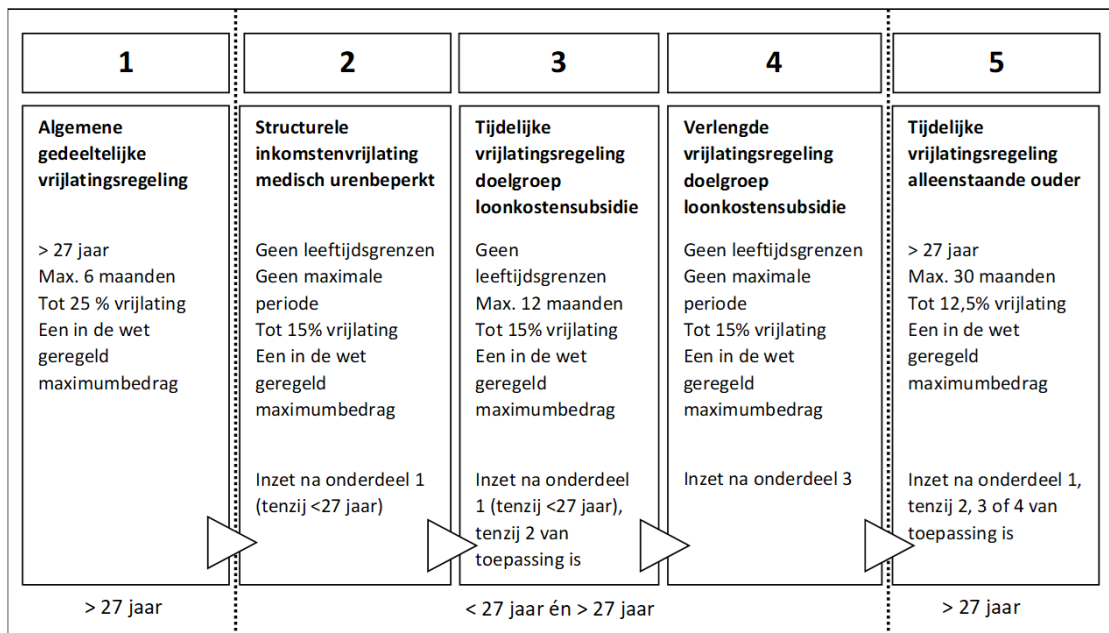 1
Algemene
gedeeltelijke
vrijlatingsregeling
> 27 jaar
Max. 6 maanden
Tot 25 % vrijlating
Een in de wet
geregeld
maximumbedrag
2
Structurele
inkomstenvrijlating
medisch urenbeperkt
Geen leeftijdsgrenzen
Geen maximale
periode
Tot 15% vrijlating
Een in de wet
geregeld
maximumbedrag
Inzet na onderdeel 1
(tenzij <27 jaar)
3
Tijdelijke
vrijlatingsregeling
doelgroep
loonkostensubsidie
Geen
leeftijdsgrenzen
Max. 12 maanden
Tot 15% vrijlating
Een in de wet
geregeld
maximumbedrag
Inzet na onderdeel
1 (tenzij <27 jaar),
tenzij 2 van
toepassing is
4
Verlengde
vrijlatingsregeling
doelgroep
loonkostensubsidie
Geen leeftijdsgrenzen
Geen maximale
periode
Tot 15% vrijlating
Een in de wet
geregeld
maximumbedrag
Inzet na onderdeel 3
5
Tijdelijke
vrijlatingsregeling
alleenstaande ouder
> 27 jaar
Max. 30 maanden
Tot 12,5% vrijlating
Een in de wet
geregeld
maximumbedrag
Inzet na onderdeel 1,
tenzij 2, 3 of 4 van
toepassing is
> 27 jaar
< 27 jaar én > 27 jaar
> 27 jaar